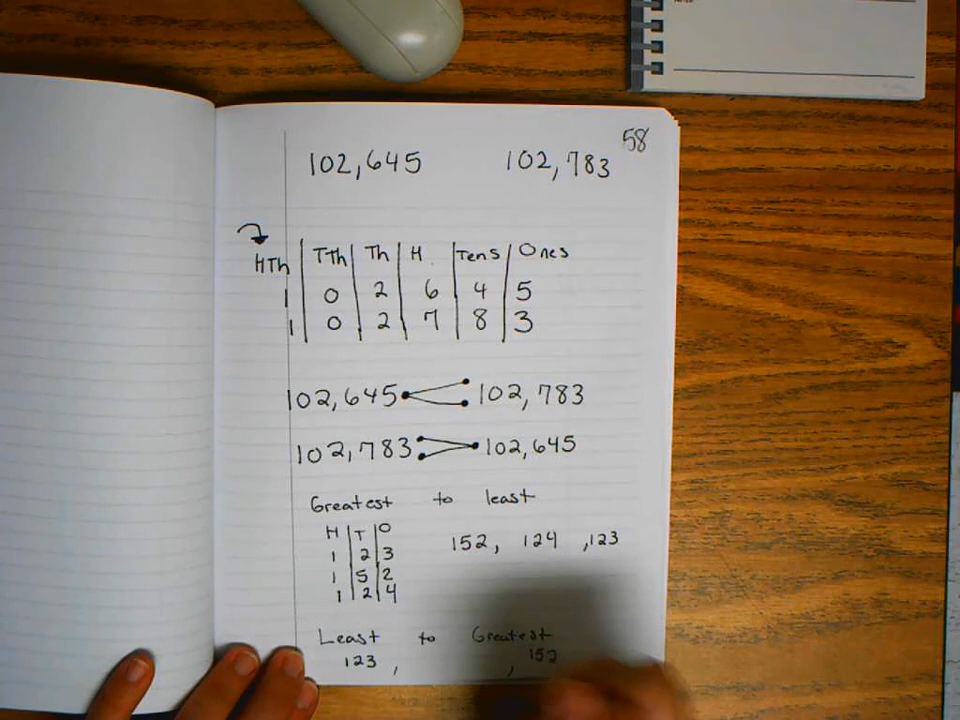 58
102,645 102,783
HTh TTh Th H Tens Ones
1 0 2 6 4 5
1 0 2 7 8 3
102,645 < 102,783
102,783 > 102,645
Greatest to least
H T O
1 2 3 152, 124 ,123
1 5 2
1 2 4
Least to Greatest
123 , , 152